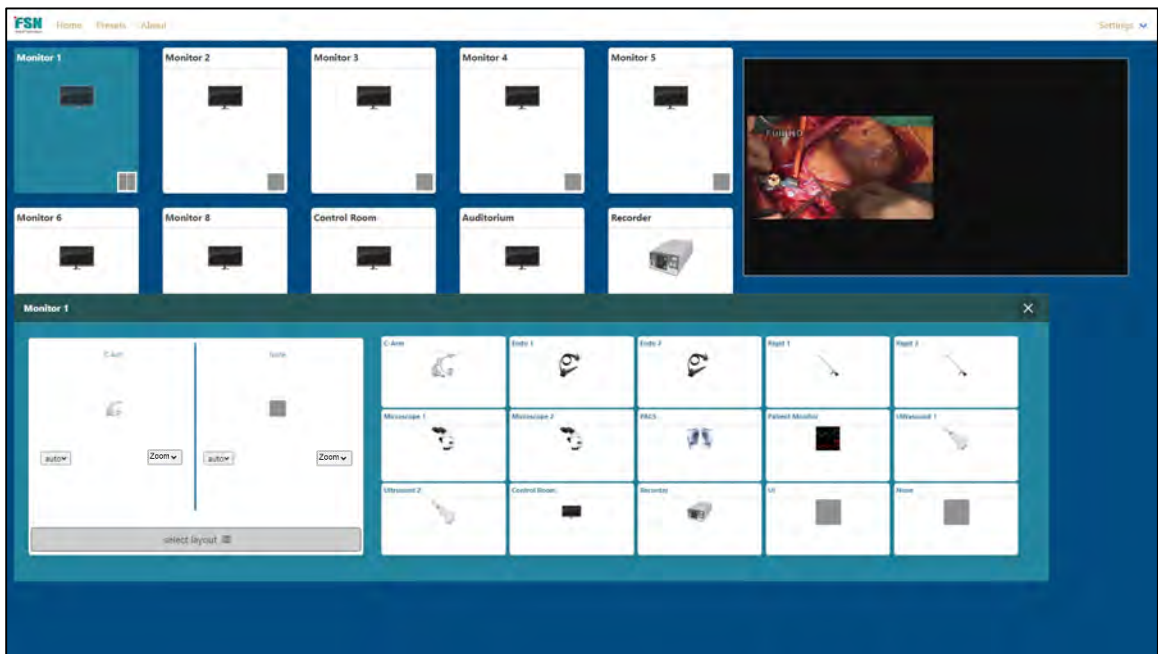 FSN
Home Presets About
Settings
Monitor 1
Monitor 2
Monitor 3
Monitor 4
Monitor 5
FullHD
Monitor 6
Monitor 8
Control Room
Auditorium
Recorder
Monitor 1
C-Arm
None
auto
Zoom
auto
Zoom
select layout
C-Arm
Endo 1
Endo 2
Rigid 1
Rigid 2
Microscope 1
Microscope 2
PACS
Patient Monitor
Ultrasound 1
Ultrasound 2
Control Room
Recorder
UI
None